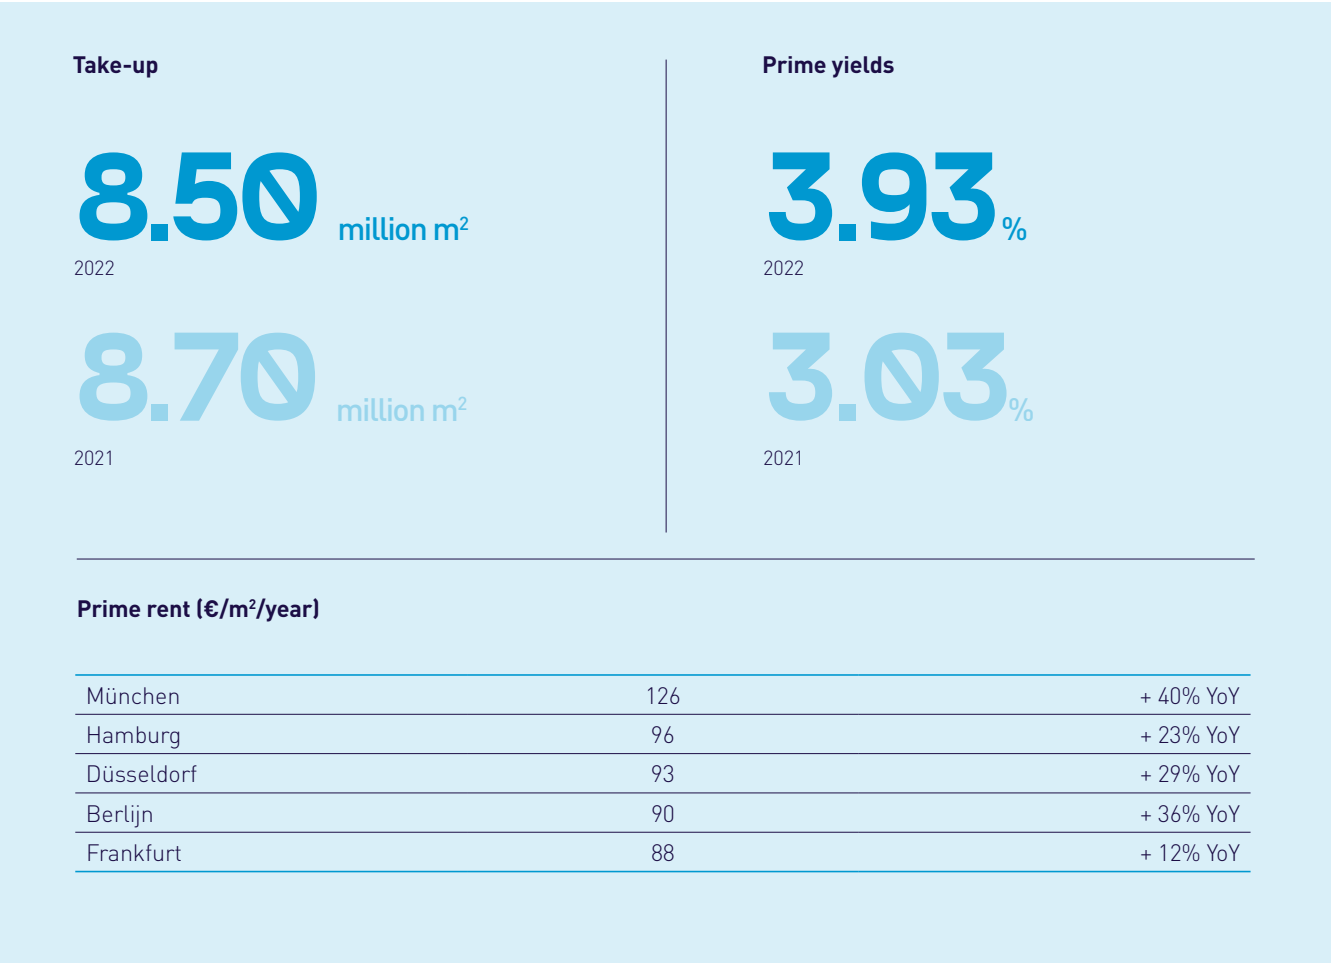 Take-up
8.50 million m²
2022
8.70 million m²
2021
Prime yields
3.93 %
2022
3.03 %
2021
Prime rent (€/m²/year)
München 126 + 40% YoY
Hamburg 96 + 23% YoY
Düsseldorf 93 + 29% YoY
Berlijn 90 + 36% YoY
Frankfurt 88 + 12% YoY